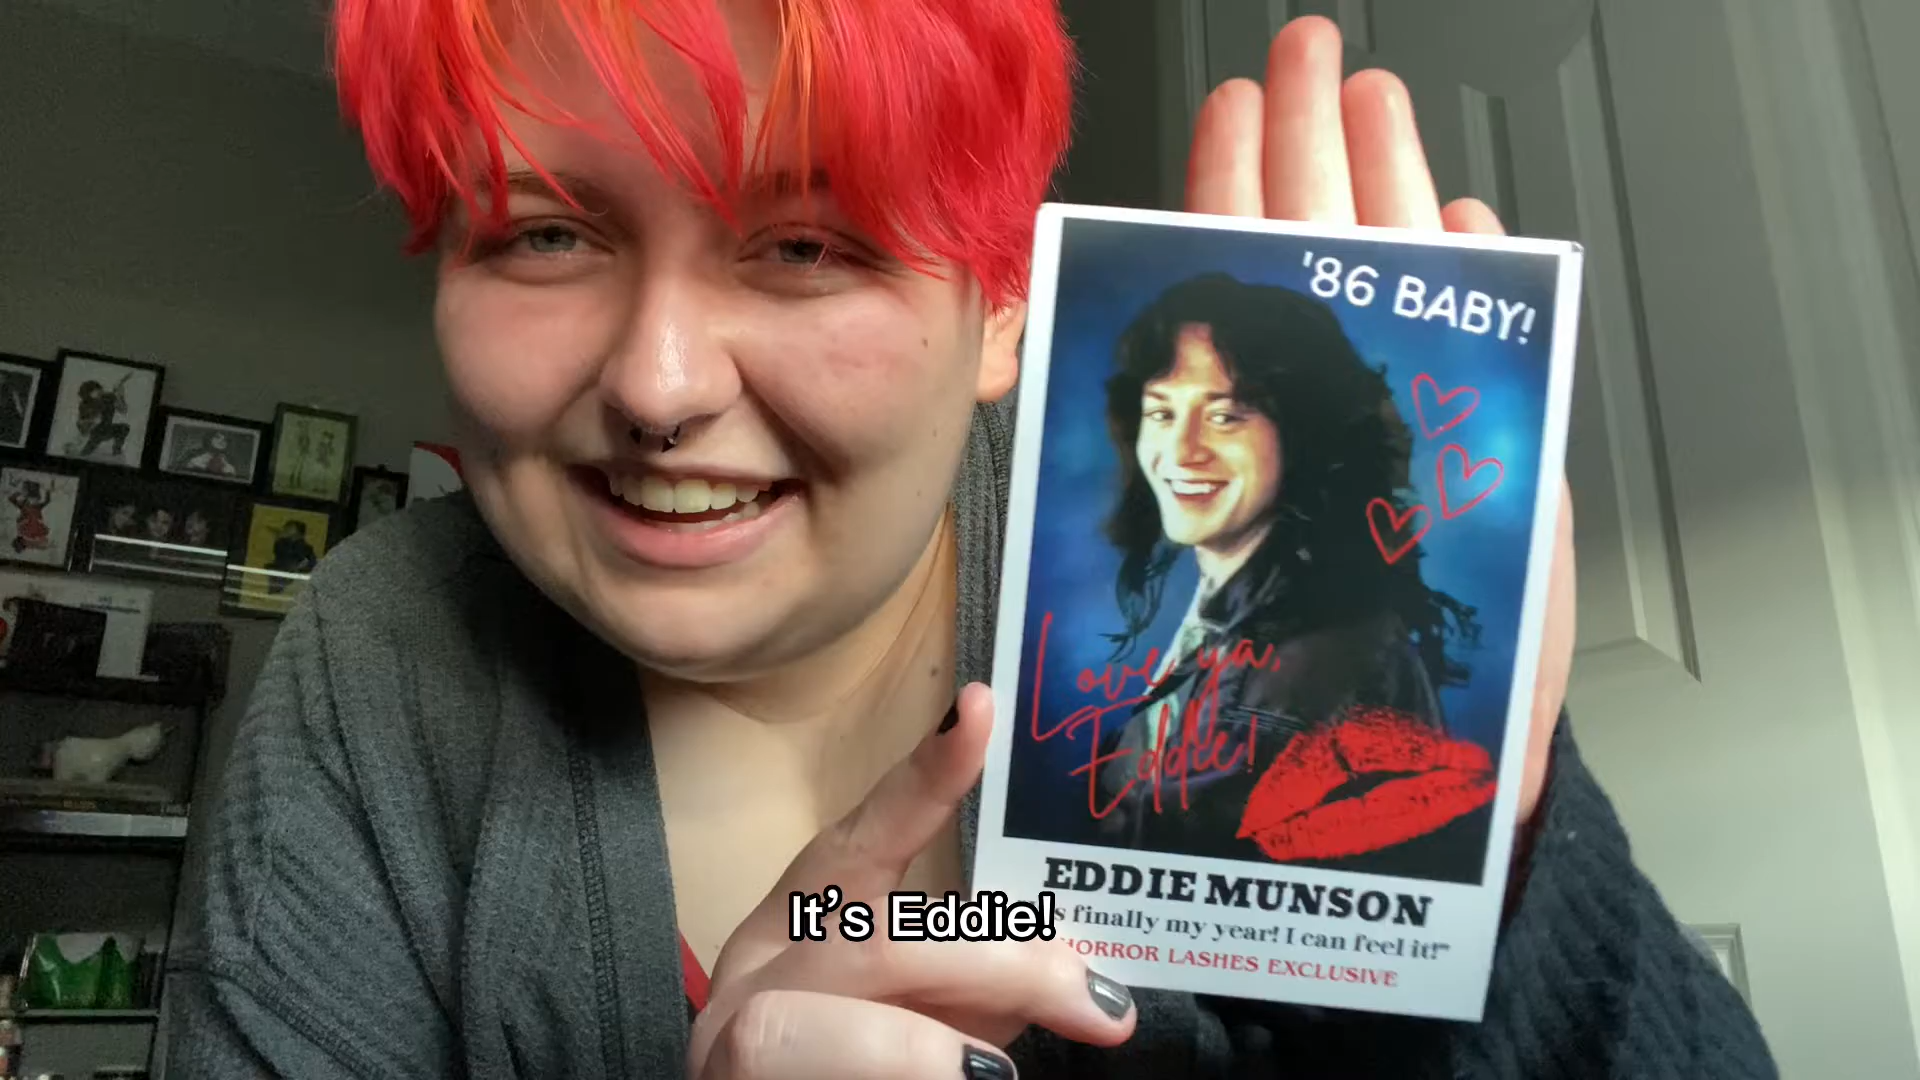 '86 BABY!
Love ya,
Eddie!
EDDIE MUNSON
s finally my year! I can feel it!"
HORROR LASHES EXCLUSIVE
It's Eddie!